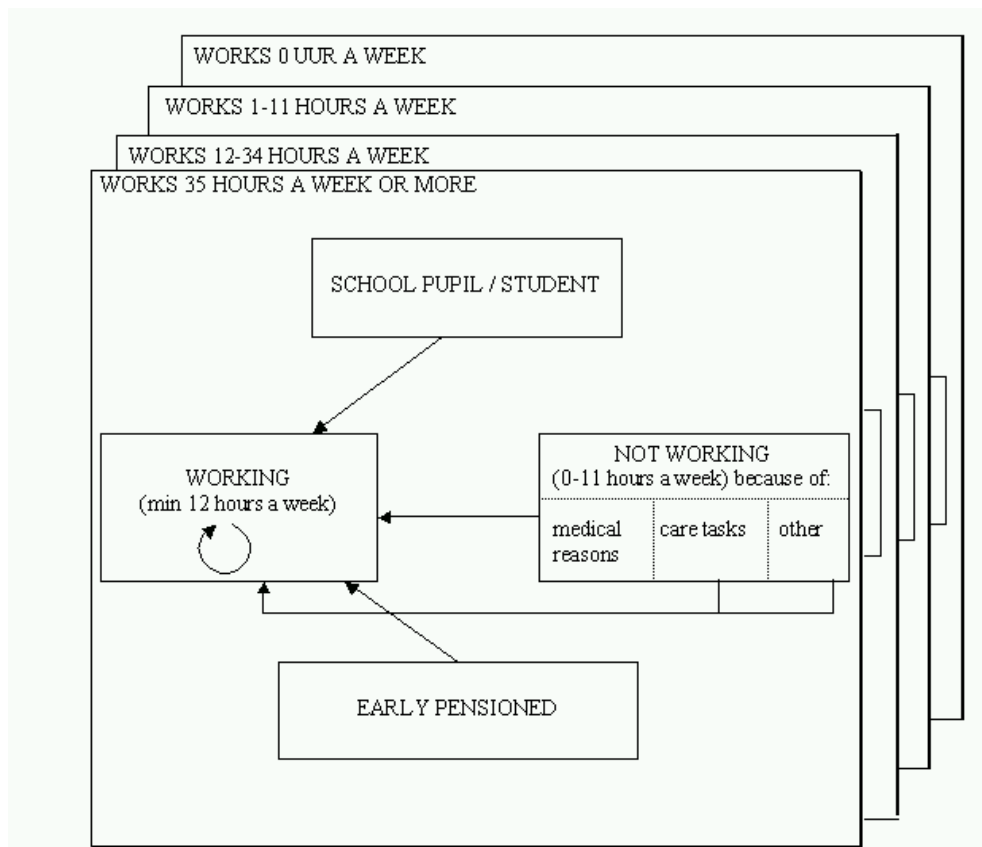 WORKS 0 UUR A WEEK
WORKS 1-11 HOURS A WEEK
WORKS 12-34 HOURS A WEEK
WORKS 35 HOURS A WEEK OR MORE
SCHOOL PUPIL / STUDENT
WORKING
(min 12 hours a week)
NOT WORKING
(0-11 hours a week) because of:
medical
reasons
care tasks
other
EARLY PENSIONED